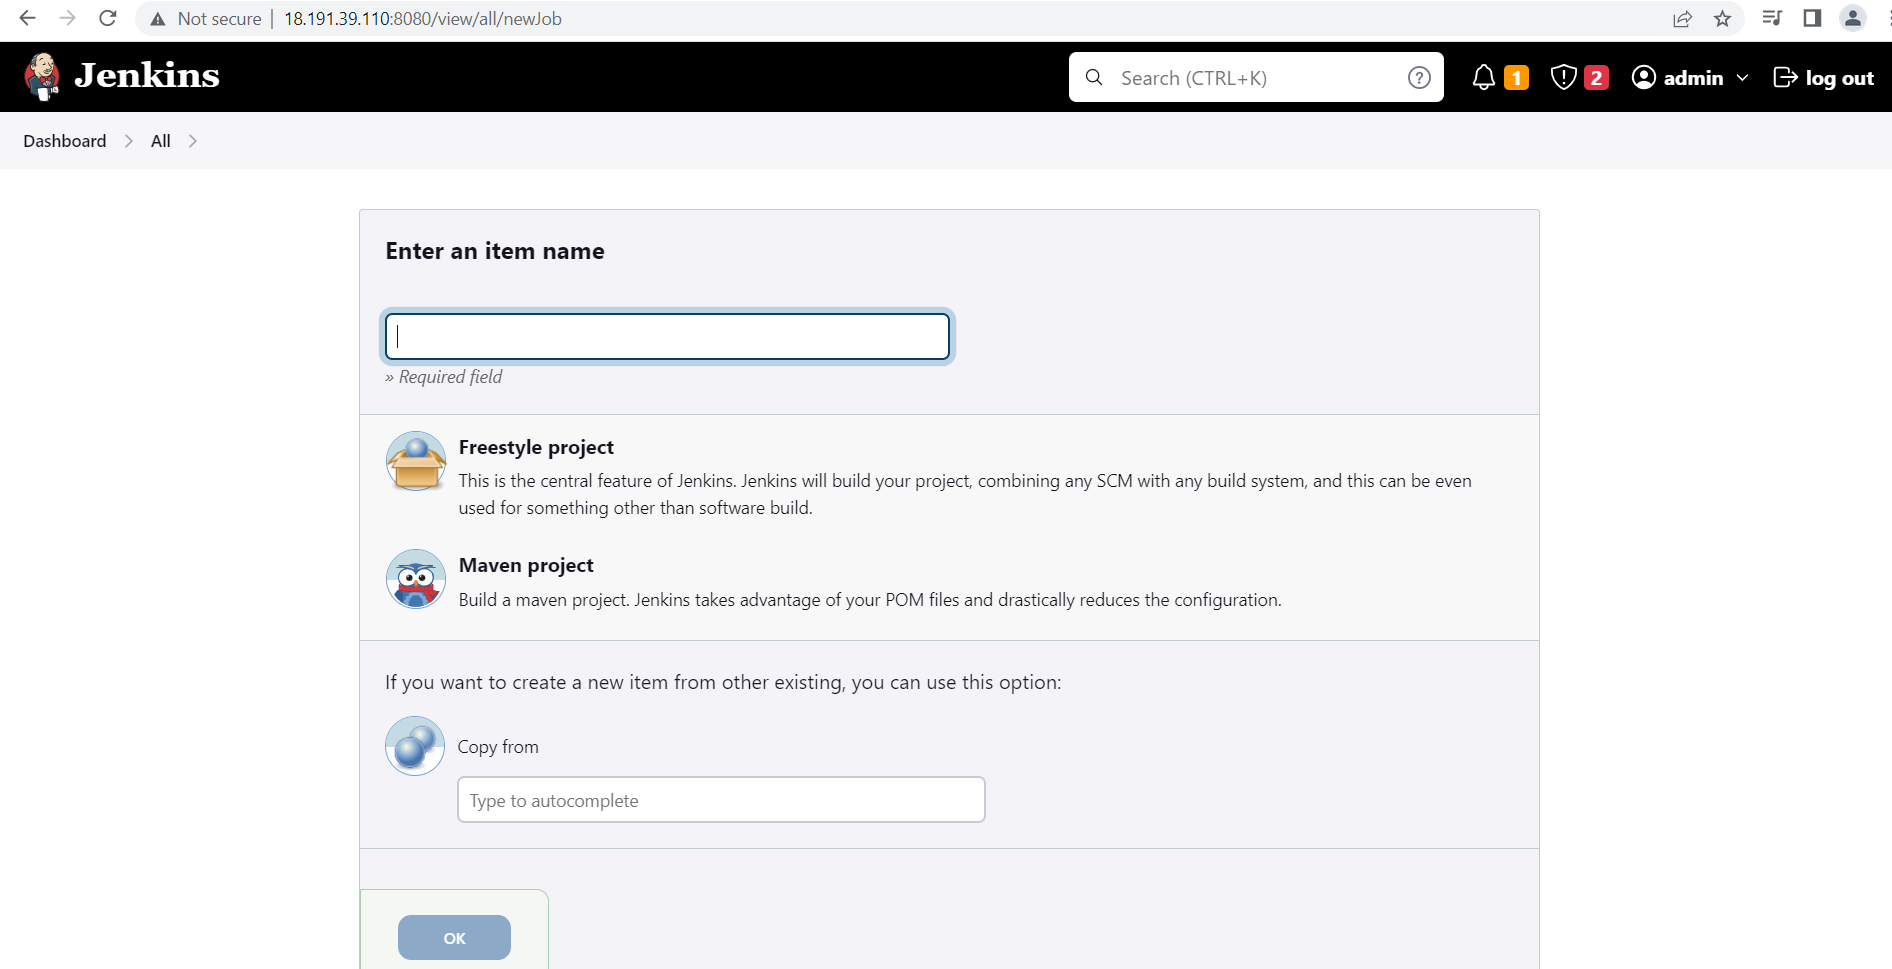 Not secure | 18.191.39.110:8080/view/all/newJob
Jenkins
Search (CTRL+K)
?
1
2
admin
log out
Dashboard
All
Enter an item name
» Required field
Freestyle project
This is the central feature of Jenkins. Jenkins will build your project, combining any SCM with any build system, and this can be even
used for something other than software build.
Maven project
Build a maven project. Jenkins takes advantage of your POM files and drastically reduces the configuration.
If you want to create a new item from other existing, you can use this option:
Copy from
Type to autocomplete
OK